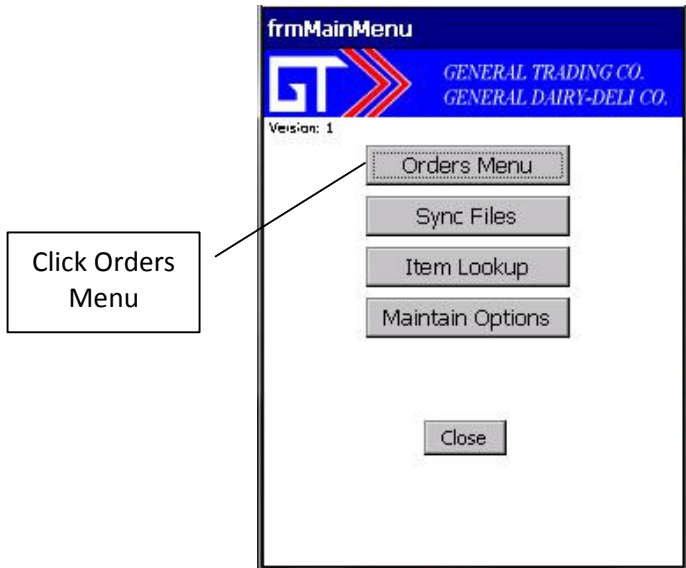 frmMainMenu
GT
GENERAL TRADING CO.
GENERAL DAIRY-DELI CO.
Version: 1
Orders Menu
Sync Files
Item Lookup
Maintain Options
Close
Click Orders
Menu